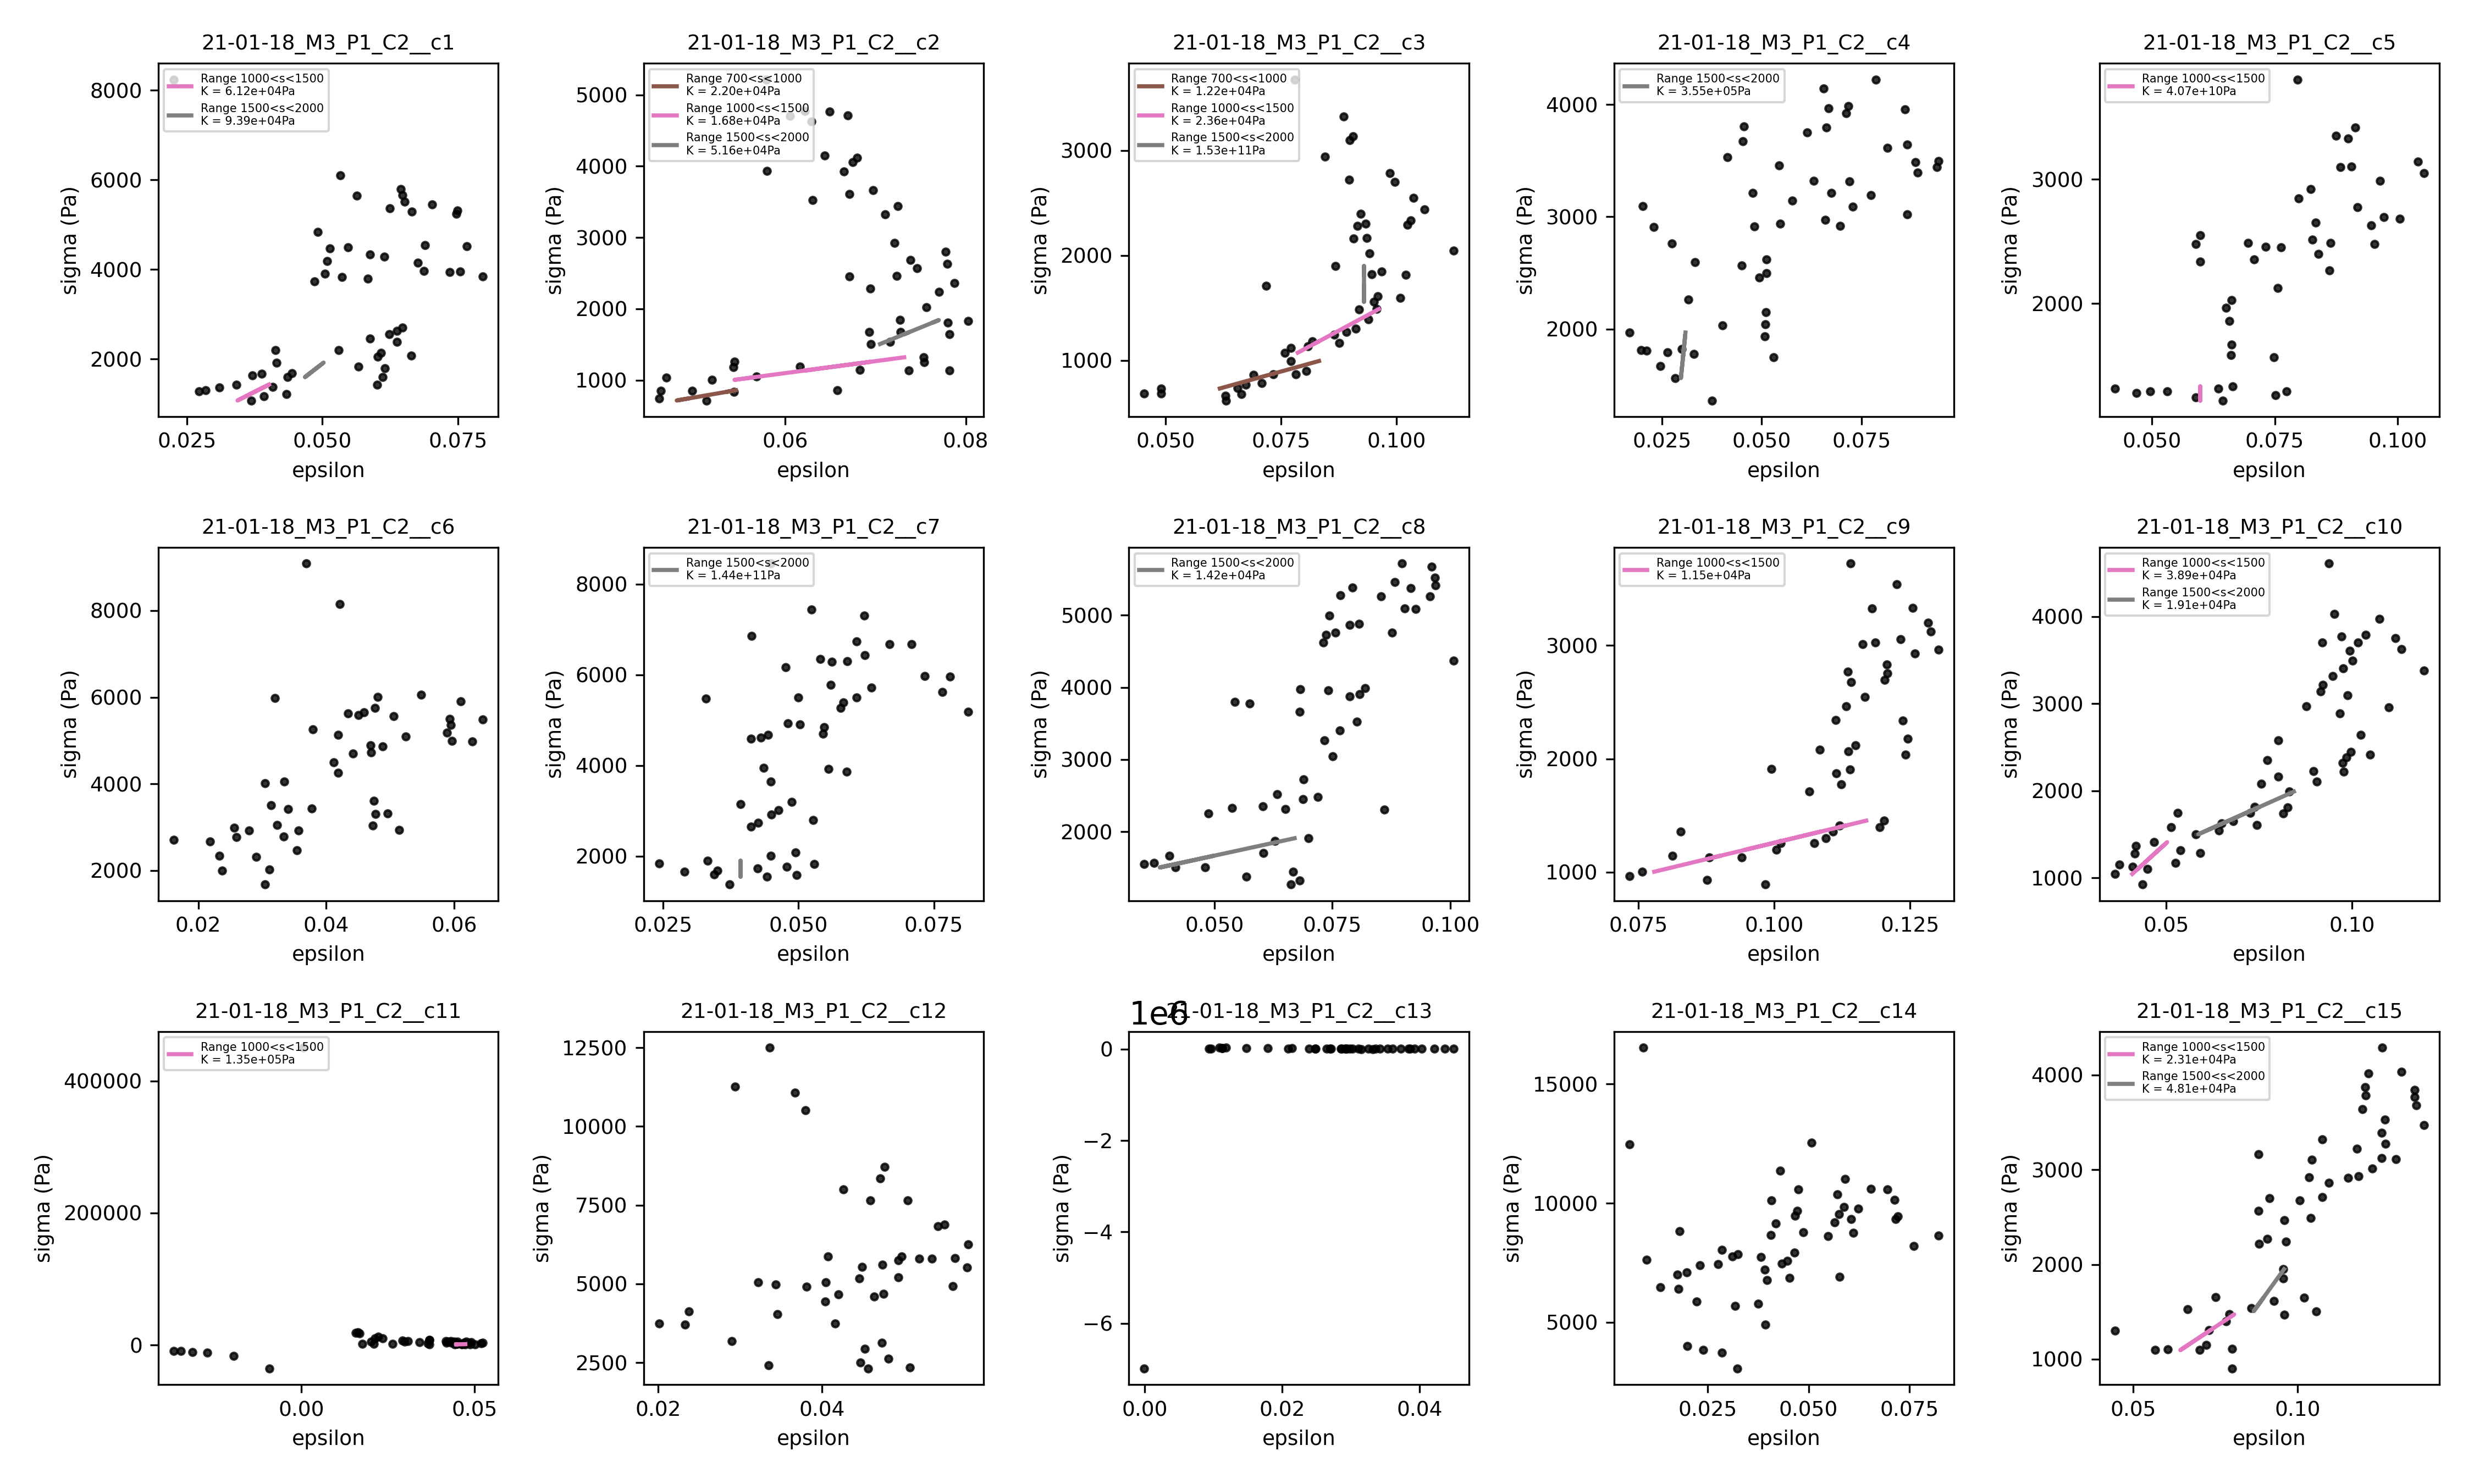 21-01-18_M3_P1_C2__c1
Range 1000<s<1500
K = 6.12e+04Pa
Range 1500<s<2000
K = 9.39e+04Pa
8000
6000
4000
2000
sigma (Pa)
0.025 0.050 0.075
epsilon
21-01-18_M3_P1_C2__c2
Range 700<s<1000
K = 2.20e+04Pa
Range 1000<s<1500
K = 1.68e+04Pa
Range 1500<s<2000
K = 5.16e+04Pa
5000
4000
3000
2000
1000
sigma (Pa)
0.06 0.08
epsilon
21-01-18_M3_P1_C2__c3
Range 700<s<1000
K = 1.22e+04Pa
Range 1000<s<1500
K = 2.36e+04Pa
Range 1500<s<2000
K = 1.53e+11Pa
3000
2000
1000
sigma (Pa)
0.050 0.075 0.100
epsilon
21-01-18_M3_P1_C2__c4
Range 1500<s<2000
K = 3.55e+05Pa
4000
3000
2000
sigma (Pa)
0.025 0.050 0.075
epsilon
21-01-18_M3_P1_C2__c5
Range 1000<s<1500
K = 4.07e+10Pa
3000
2000
sigma (Pa)
0.050 0.075 0.100
epsilon
21-01-18_M3_P1_C2__c6
8000
6000
4000
2000
sigma (Pa)
0.02 0.04 0.06
epsilon
21-01-18_M3_P1_C2__c7
Range 1500<s<2000
K = 1.44e+11Pa
8000
6000
4000
2000
sigma (Pa)
0.025 0.050 0.075
epsilon
21-01-18_M3_P1_C2__c8
Range 1500<s<2000
K = 1.42e+04Pa
5000
4000
3000
2000
sigma (Pa)
0.050 0.075 0.100
epsilon
21-01-18_M3_P1_C2__c9
Range 1000<s<1500
K = 1.15e+04Pa
3000
2000
1000
sigma (Pa)
0.075 0.100 0.125
epsilon
21-01-18_M3_P1_C2__c10
Range 1000<s<1500
K = 3.89e+04Pa
Range 1500<s<2000
K = 1.91e+04Pa
4000
3000
2000
1000
sigma (Pa)
0.05 0.10
epsilon
21-01-18_M3_P1_C2__c11
Range 1000<s<1500
K = 1.35e+05Pa
400000
200000
0
sigma (Pa)
0.00 0.05
epsilon
21-01-18_M3_P1_C2__c12
12500
10000
7500
5000
2500
sigma (Pa)
0.02 0.04
epsilon
1e6
21-01-18_M3_P1_C2__c13
0
−2
−4
−6
sigma (Pa)
0.00 0.02 0.04
epsilon
21-01-18_M3_P1_C2__c14
15000
10000
5000
sigma (Pa)
0.025 0.050 0.075
epsilon
21-01-18_M3_P1_C2__c15
Range 1000<s<1500
K = 2.31e+04Pa
Range 1500<s<2000
K = 4.81e+04Pa
4000
3000
2000
1000
sigma (Pa)
0.05 0.10
epsilon